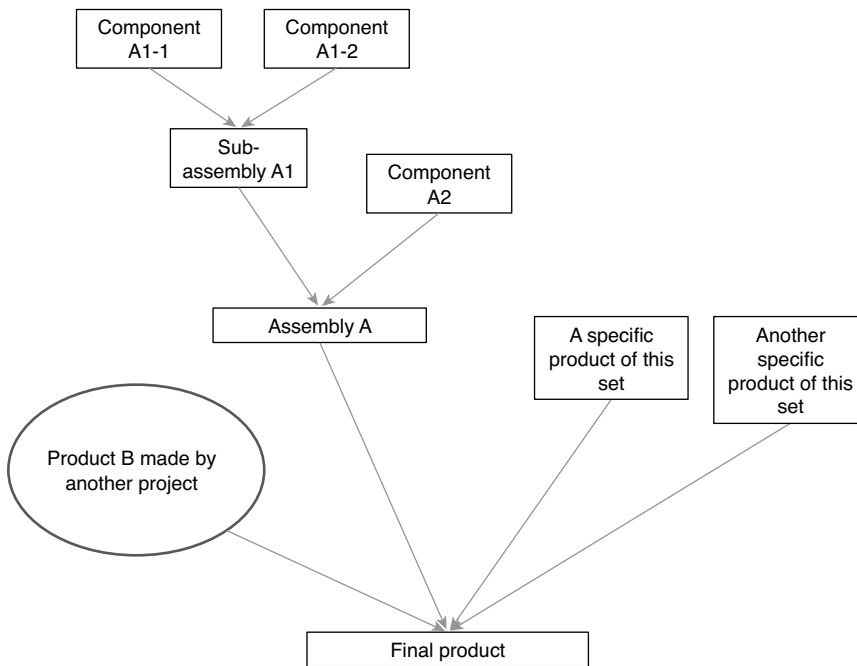 Component
A1-1
Component
A1-2
Sub-
assembly A1
Component
A2
Assembly A
A specific
product of this
set
Another
specific
product of this
set
Product B made by
another project
Final product